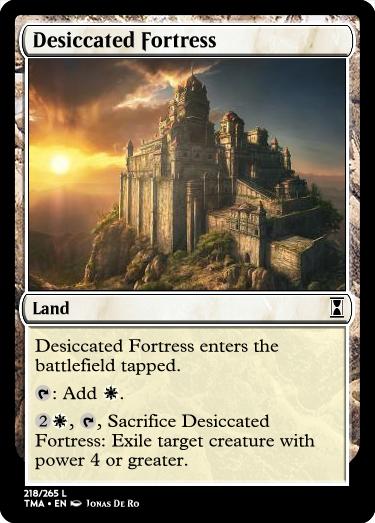 Desiccated Fortress
Land
Desiccated Fortress enters the
battlefield tapped.
: Add .
2 , , Sacrifice Desiccated
Fortress: Exile target creature with
power 4 or greater.
218/265 L
TMA • EN Jonas De Ro